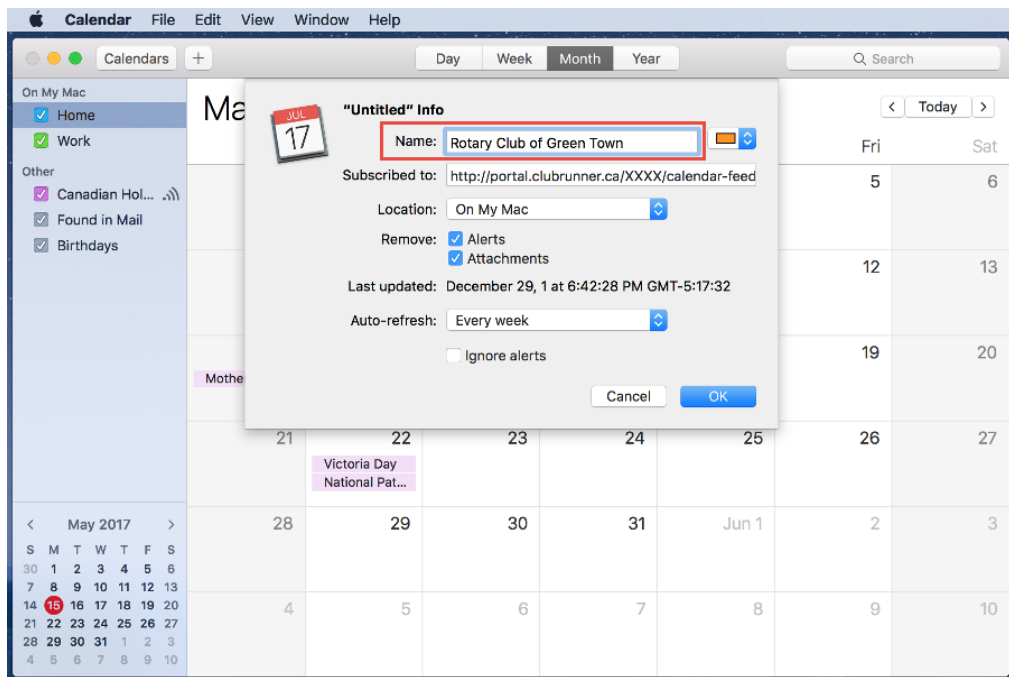 Calendar File Edit View Window Help
Calendars + Day Week Month Year Search
On My Mac
Home
Work
Other
Canadian Hol...
Found in Mail
Birthdays
Ma
< Today >
Fri Sat
JUL
17
"Untitled" Info
Name: Rotary Club of Green Town
Subscribed to: http://portal.clubrunner.ca/XXXX/calendar-feed
Location: On My Mac
Remove: Alerts
Attachments
Last updated: December 29, 1 at 6:42:28 PM GMT-5:17:32
Auto-refresh: Every week
Ignore alerts
Cancel OK
5 6
12 13
19 20
Mothe
21 22 23 24 25 26 27
Victoria Day
National Pat...
28 29 30 31 Jun 1 2 3
4 5 6 7 8 9 10
< May 2017 >
S M T W T F S
30 1 2 3 4 5 6
7 8 9 10 11 12 13
14 15 16 17 18 19 20
21 22 23 24 25 26 27
28 29 30 31 1 2 3
4 5 6 7 8 9 10